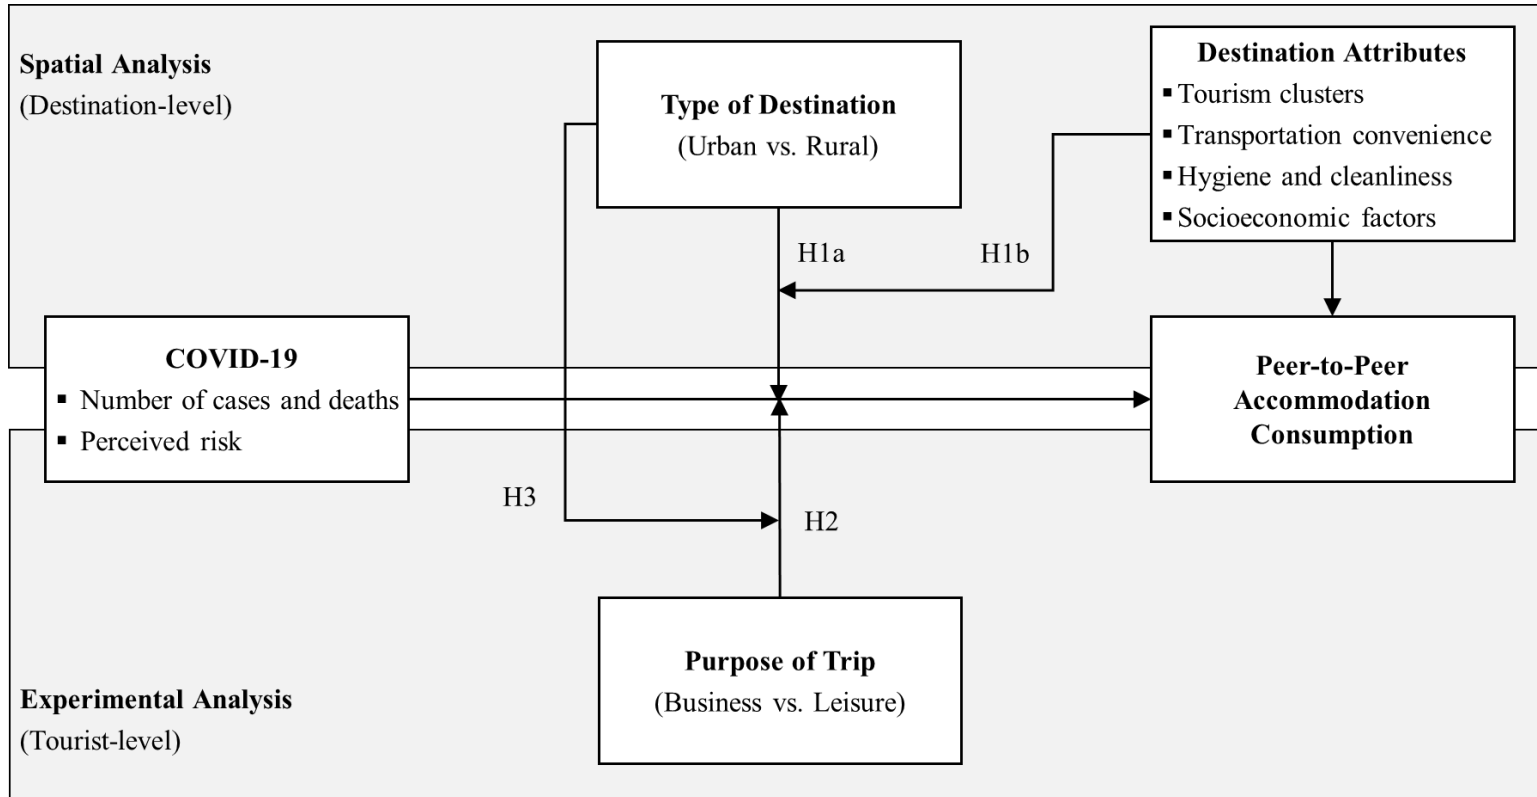 Spatial Analysis
(Destination-level)
Type of Destination
(Urban vs. Rural)
Destination Attributes
▪ Tourism clusters
▪ Transportation convenience
▪ Hygiene and cleanliness
▪ Socioeconomic factors
H1a
H1b
COVID-19
▪ Number of cases and deaths
▪ Perceived risk
Peer-to-Peer
Accommodation
Consumption
H3
H2
Purpose of Trip
(Business vs. Leisure)
Experimental Analysis
(Tourist-level)